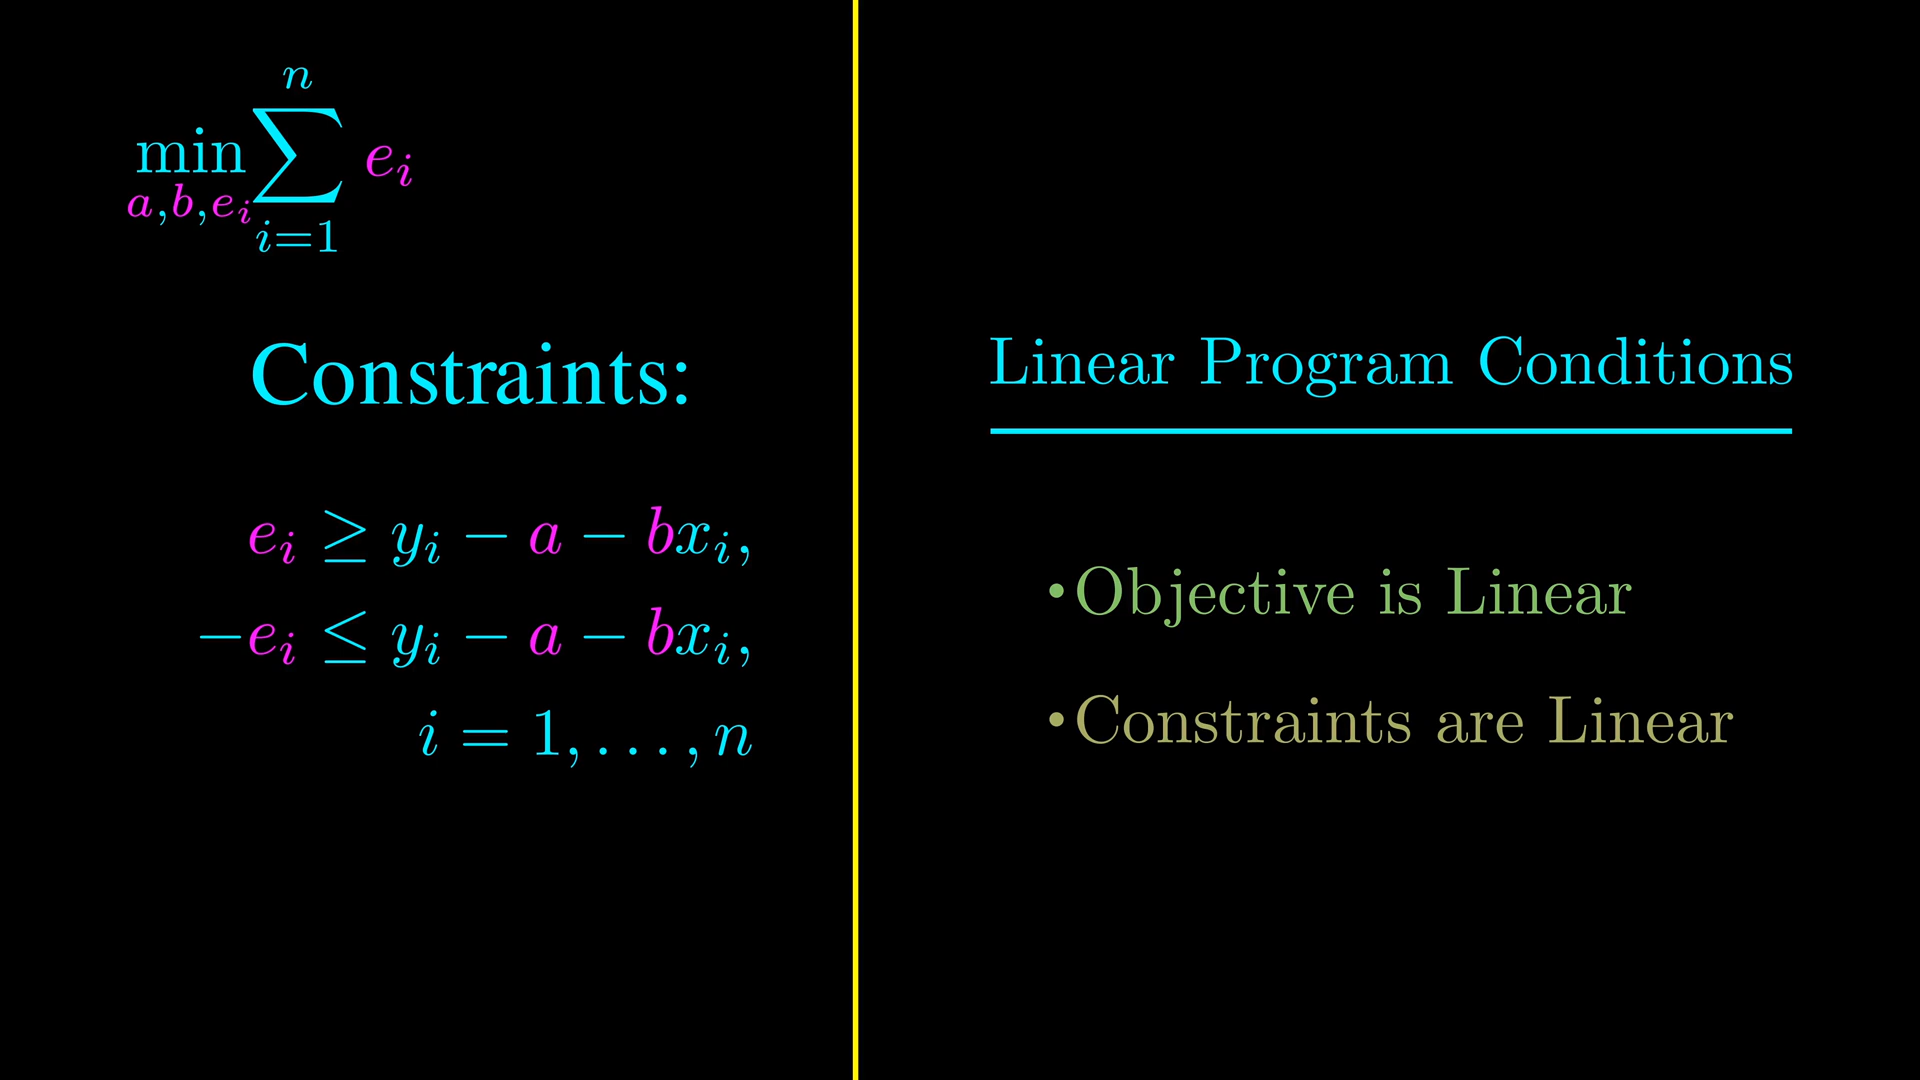 n
min ∑ e_i
a,b,e_i i=1
Constraints:
e_i ≥ y_i − a − bx_i,
−e_i ≤ y_i − a − bx_i,
i = 1, . . . , n
Linear Program Conditions
•Objective is Linear
•Constraints are Linear